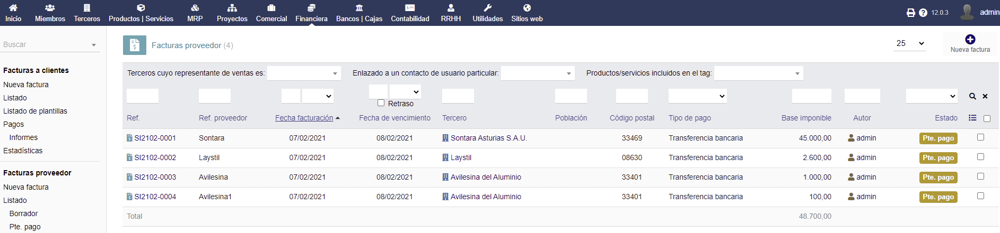 Inicio Miembros Terceros Productos | Servicios MRP Proyectos Comercial Financiera Bancos | Cajas Contabilidad RRHH Utilidades Sitios web 12.0.3 admin
Buscar
Facturas a clientes
Nueva factura
Listado
Listado de plantillas
Pagos
Informes
Estadísticas
Facturas proveedor
Nueva factura
Listado
Borrador
Pte. pago
Facturas proveedor (4)
25
Nueva factura
Terceros cuyo representante de ventas es: Enlazado a un contacto de usuario particular: Productos/servicios incluidos en el tag:
Retraso
Ref. Ref. proveedor Fecha facturación Fecha de vencimiento Tercero Población Código postal Tipo de pago Base imponible Autor Estado
SI2102-0001 Sontara 07/02/2021 08/02/2021 Sontara Asturias S.A.U. 33469 Transferencia bancaria 45.000,00 admin Pte. pago
SI2102-0002 Laystil 07/02/2021 08/02/2021 Laystil 08630 Transferencia bancaria 2.600,00 admin Pte. pago
SI2102-0003 Avilesina 07/02/2021 08/02/2021 Avilesina del Aluminio 33401 Transferencia bancaria 1.000,00 admin Pte. pago
SI2102-0004 Avilesina1 07/02/2021 08/02/2021 Avilesina del Aluminio 33401 Transferencia bancaria 100,00 admin Pte. pago
Total 48.700,00